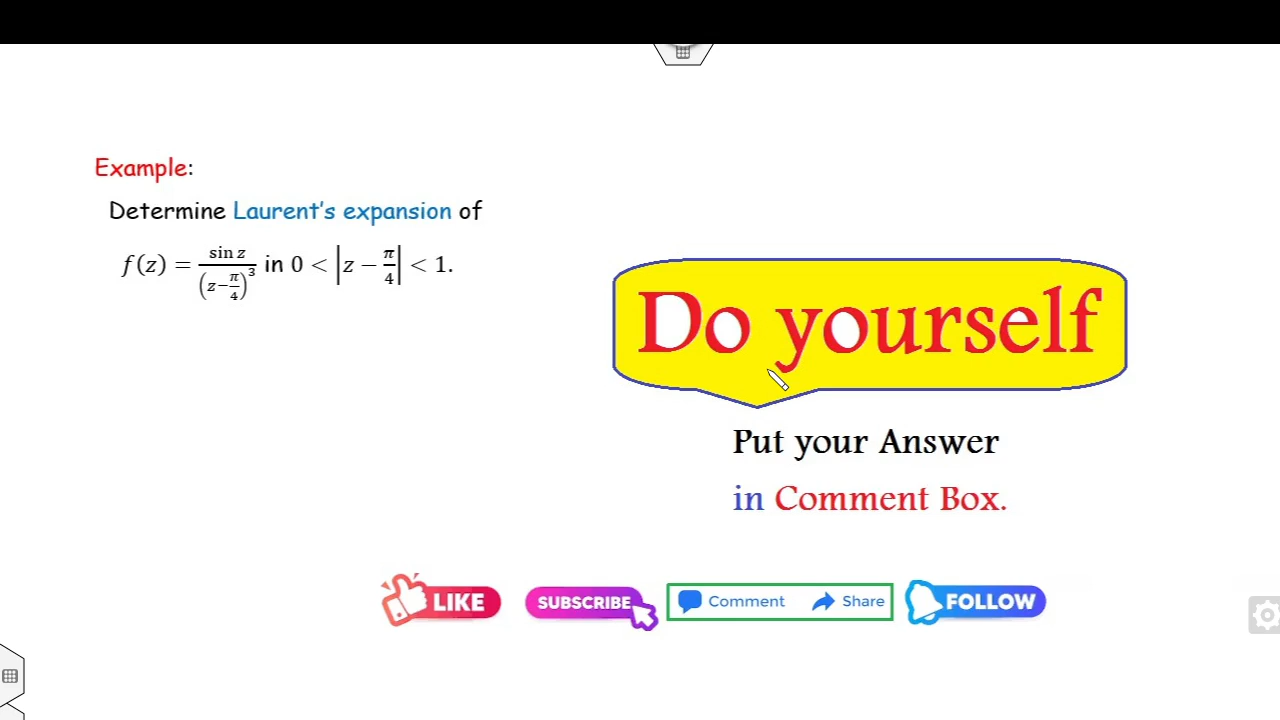 Example:
Determine Laurent's expansion of
f(z) = sin z / (z−π/4)³ in 0 < |z − π/4| < 1.
Do yourself
Put your Answer
in Comment Box.
LIKE SUBSCRIBE Comment Share FOLLOW